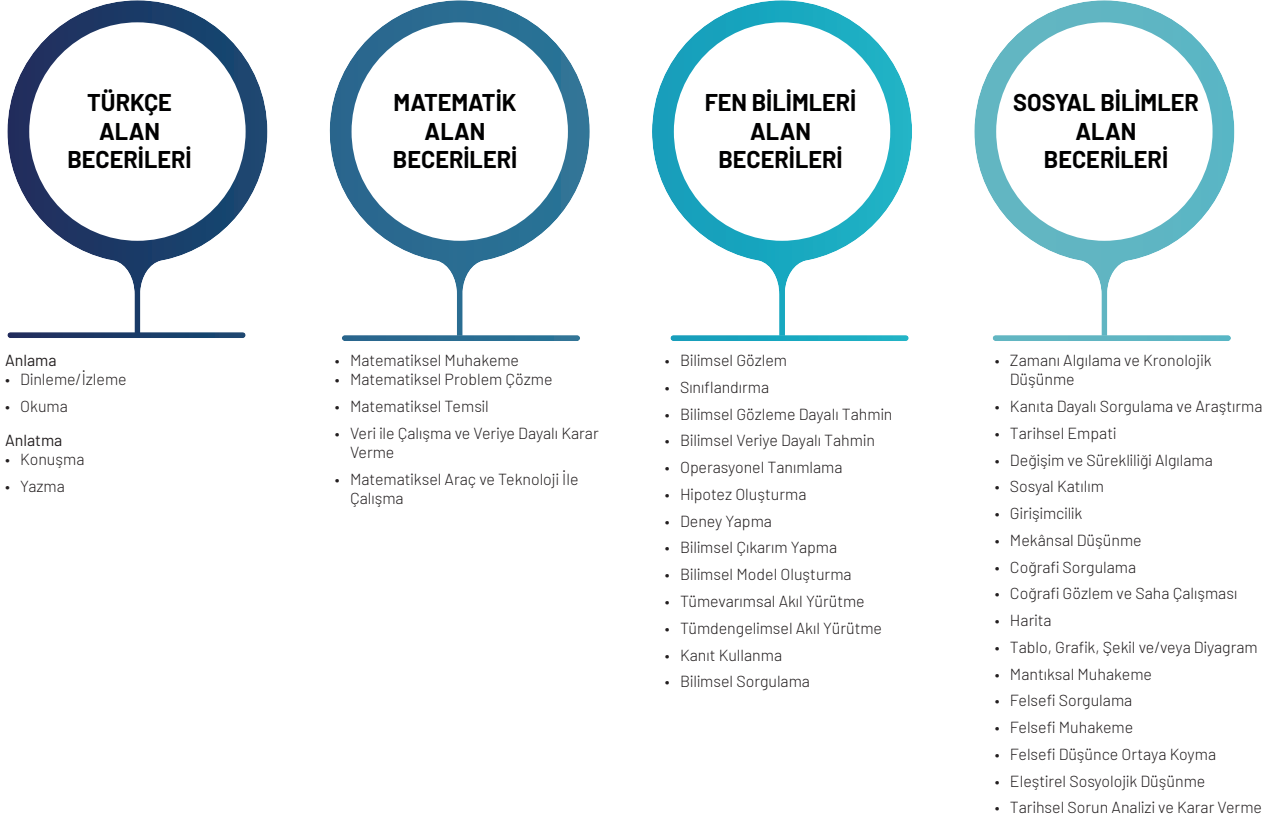 TÜRKÇE
ALAN
BECERİLERİ
Anlama
• Dinleme/İzleme
• Okuma
Anlatma
• Konuşma
• Yazma
MATEMATİK
ALAN
BECERİLERİ
• Matematiksel Muhakeme
• Matematiksel Problem Çözme
• Matematiksel Temsil
• Veri ile Çalışma ve Veriye Dayalı Karar
Verme
• Matematiksel Araç ve Teknoloji İle
Çalışma
FEN BİLİMLERİ
ALAN
BECERİLERİ
• Bilimsel Gözlem
• Sınıflandırma
• Bilimsel Gözleme Dayalı Tahmin
• Bilimsel Veriye Dayalı Tahmin
• Operasyonel Tanımlama
• Hipotez Oluşturma
• Deney Yapma
• Bilimsel Çıkarım Yapma
• Bilimsel Model Oluşturma
• Tümevarımsal Akıl Yürütme
• Tümdengelimsel Akıl Yürütme
• Kanıt Kullanma
• Bilimsel Sorgulama
SOSYAL BİLİMLER
ALAN
BECERİLERİ
• Zamanı Algılama ve Kronolojik
Düşünme
• Kanıta Dayalı Sorgulama ve Araştırma
• Tarihsel Empati
• Değişim ve Sürekliliği Algılama
• Sosyal Katılım
• Girişimcilik
• Mekânsal Düşünme
• Coğrafi Sorgulama
• Coğrafi Gözlem ve Saha Çalışması
• Harita
• Tablo, Grafik, Şekil ve/veya Diyagram
• Mantıksal Muhakeme
• Felsefi Sorgulama
• Felsefi Muhakeme
• Felsefi Düşünce Ortaya Koyma
• Eleştirel Sosyolojik Düşünme
• Tarihsel Sorun Analizi ve Karar Verme